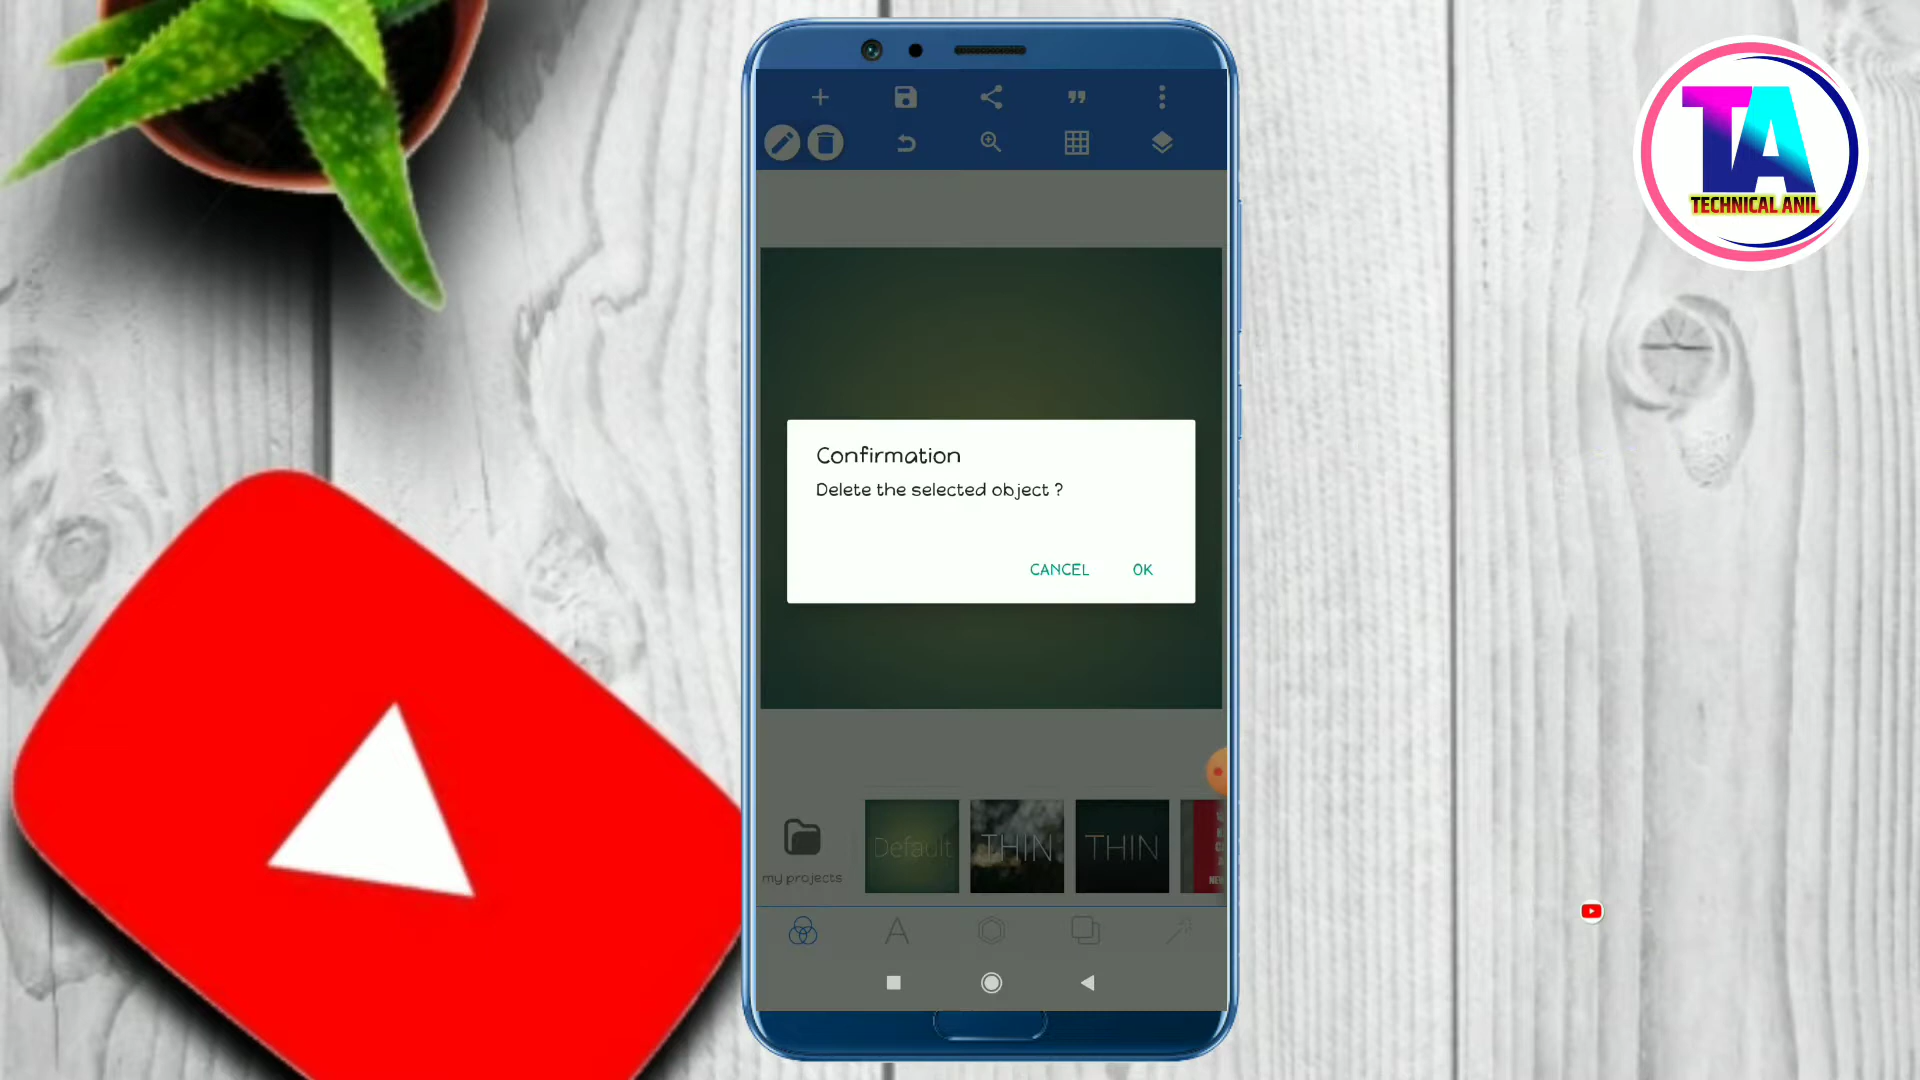 TA
TECHNICAL ANIL
Confirmation
Delete the selected object ?
CANCEL
OK
Default
THIN
THIN
my projects